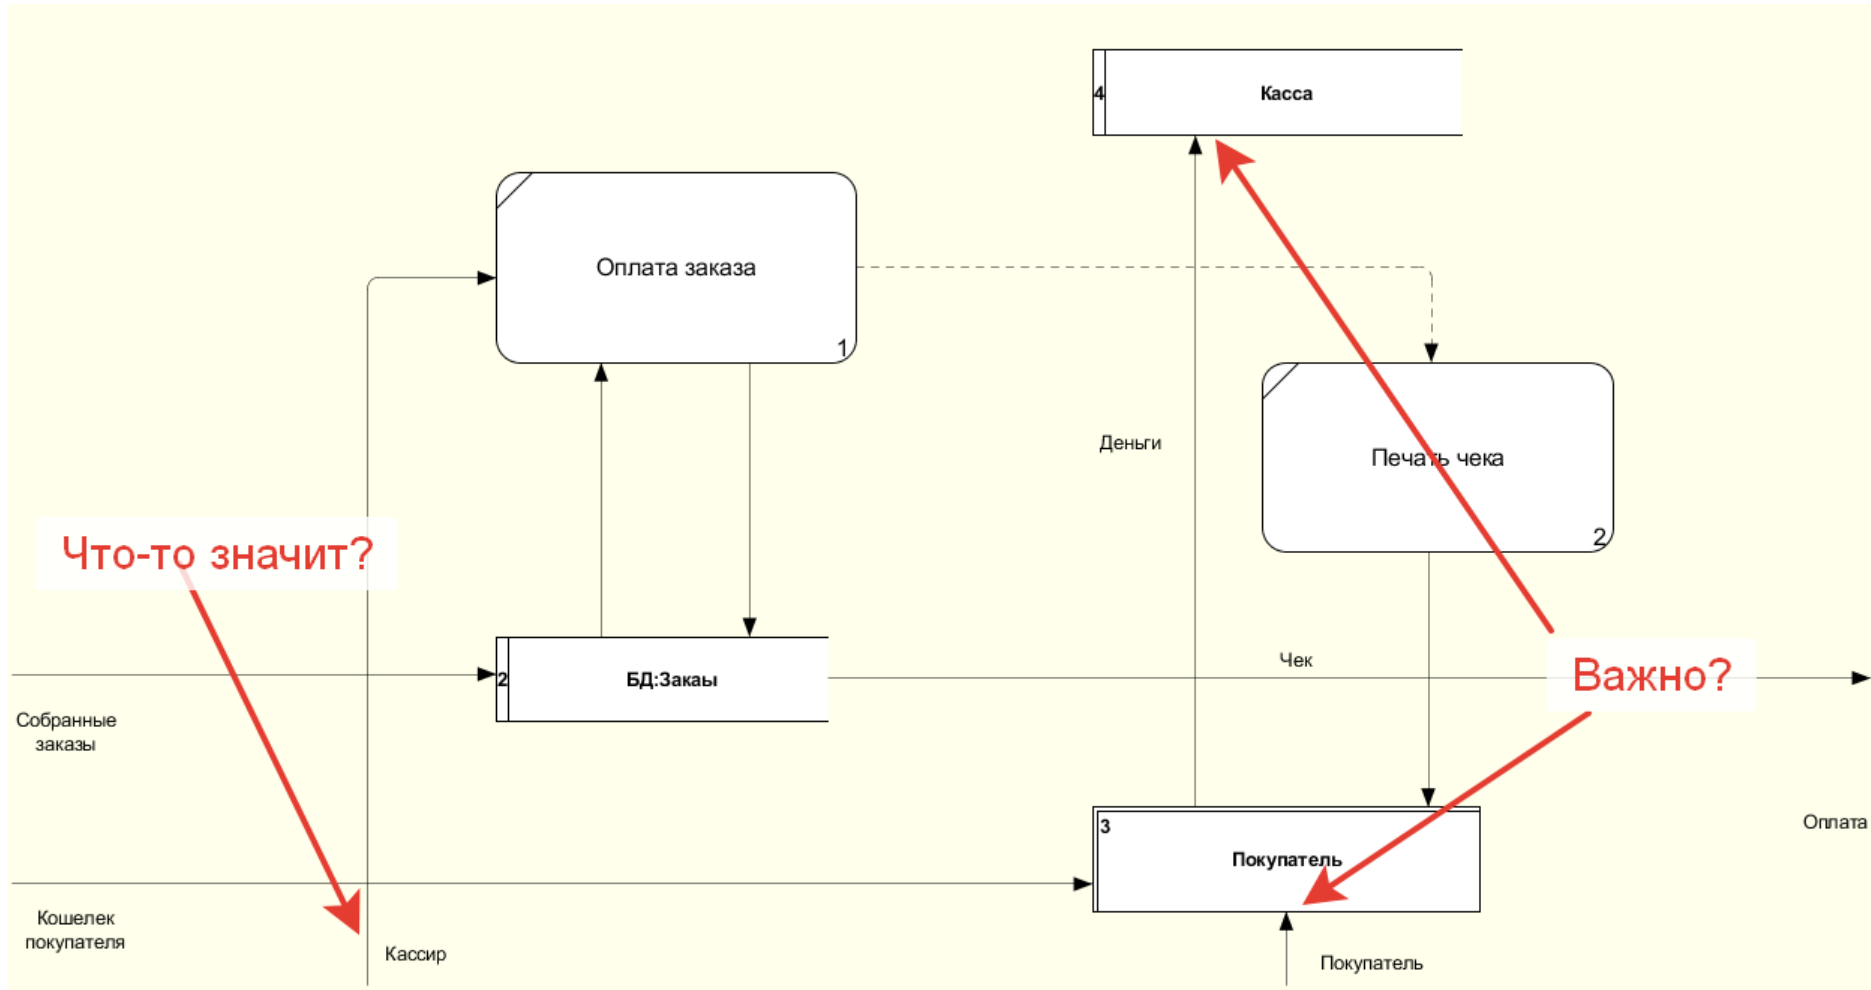 4
Касса
Оплата заказа
1
Деньги
Печать чека
2
Что-то значит?
2
БД:Закаы
Чек
Важно?
Собранные
заказы
3
Покупатель
Оплата
Кошелек
покупателя
Кассир
Покупатель